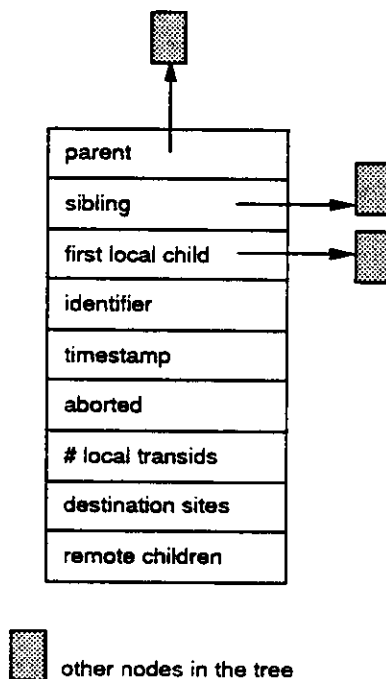 parent
sibling
first local child
identifier
timestamp
aborted
# local transids
destination sites
remote children
other nodes in the tree